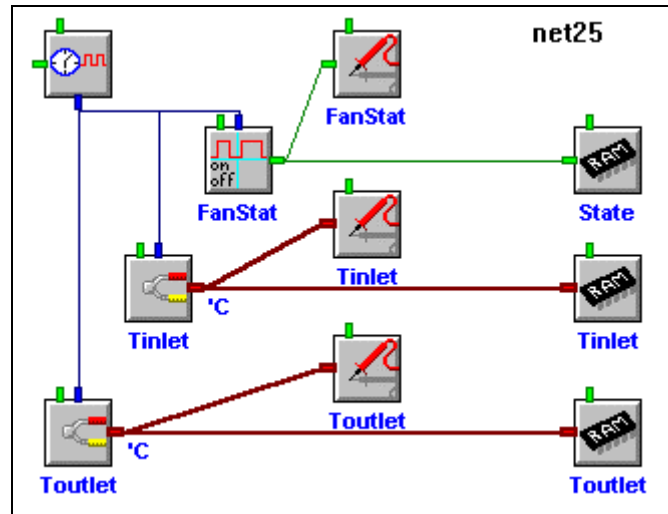 net25
FanStat
on
off
FanStat
RAM
State
Tinlet
'C
Tinlet
RAM
Tinlet
Toutlet
'C
Toutlet
RAM
Toutlet